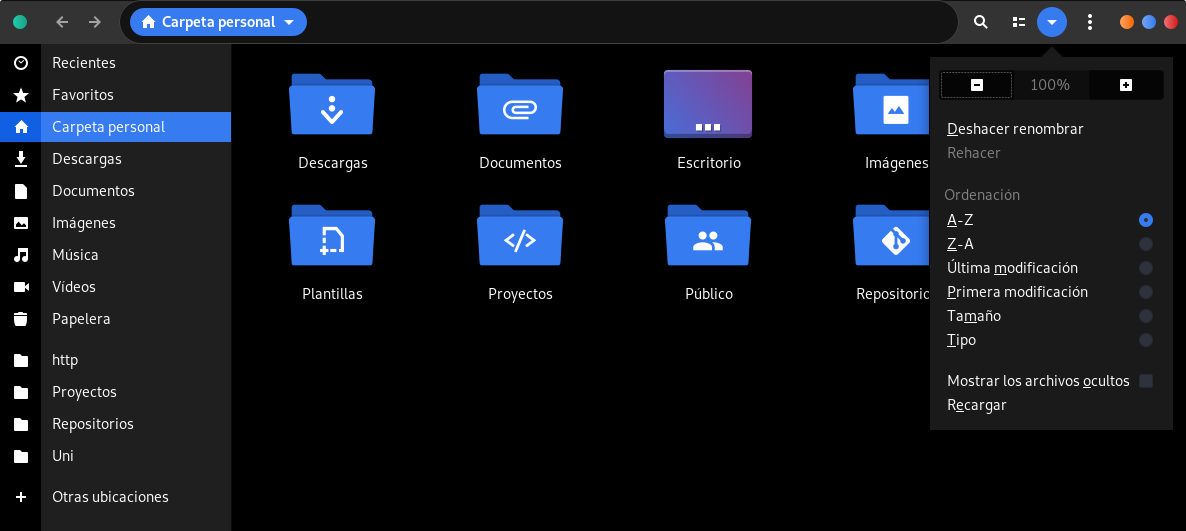 Carpeta personal
Recientes
Favoritos
Carpeta personal
Descargas
Documentos
Imágenes
Música
Vídeos
Papelera
http
Proyectos
Repositorios
Uni
Otras ubicaciones
Descargas
Documentos
Escritorio
Imágenes
Plantillas
Proyectos
Público
Repositorio
100%
Deshacer renombrar
Rehacer
Ordenación
A-Z
Z-A
Última modificación
Primera modificación
Tamaño
Tipo
Mostrar los archivos ocultos
Recargar